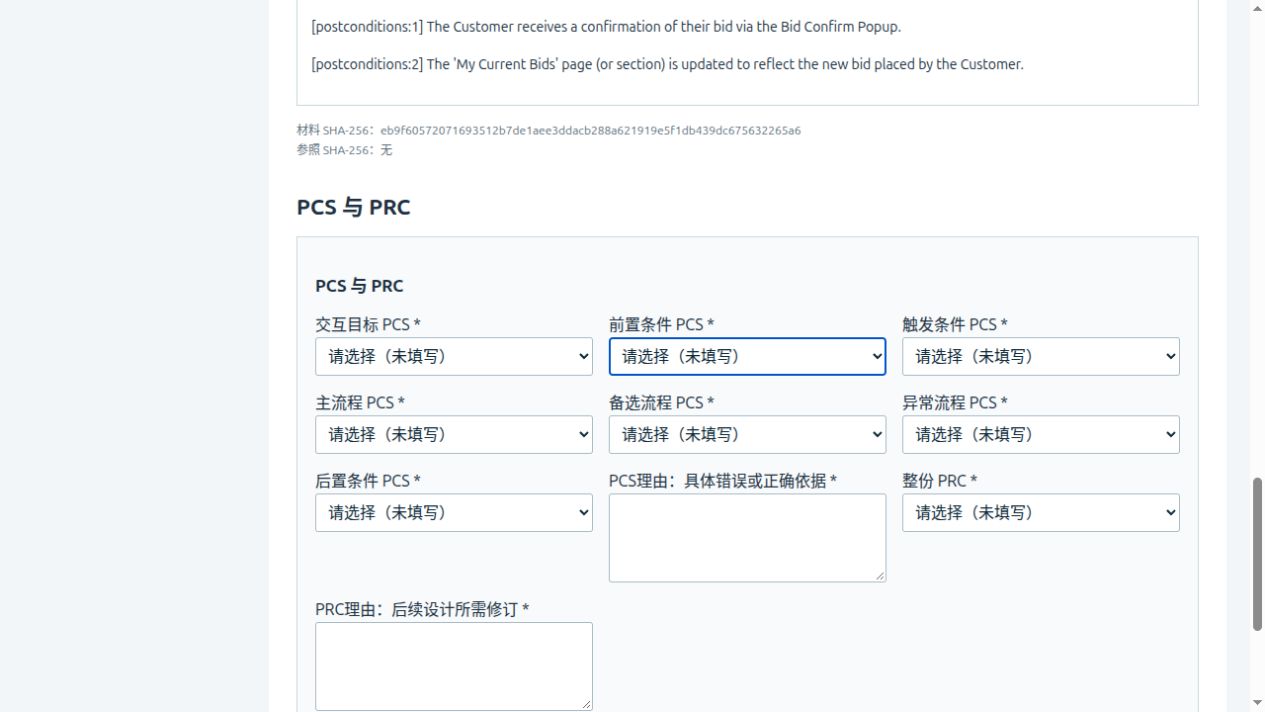 [postconditions:1] The Customer receives a confirmation of their bid via the Bid Confirm Popup.
[postconditions:2] The 'My Current Bids' page (or section) is updated to reflect the new bid placed by the Customer.
材料 SHA-256：eb9f60572071693512b7de1aee3ddacb288a621919e5f1db439dc675632265a6
参照 SHA-256：无
PCS 与 PRC
PCS 与 PRC
交互目标 PCS *
前置条件 PCS *
触发条件 PCS *
请选择（未填写）
请选择（未填写）
请选择（未填写）
主流程 PCS *
备选流程 PCS *
异常流程 PCS *
请选择（未填写）
请选择（未填写）
请选择（未填写）
后置条件 PCS *
PCS理由：具体错误或正确依据 *
整份 PRC *
请选择（未填写）
请选择（未填写）
PRC理由：后续设计所需修订 *